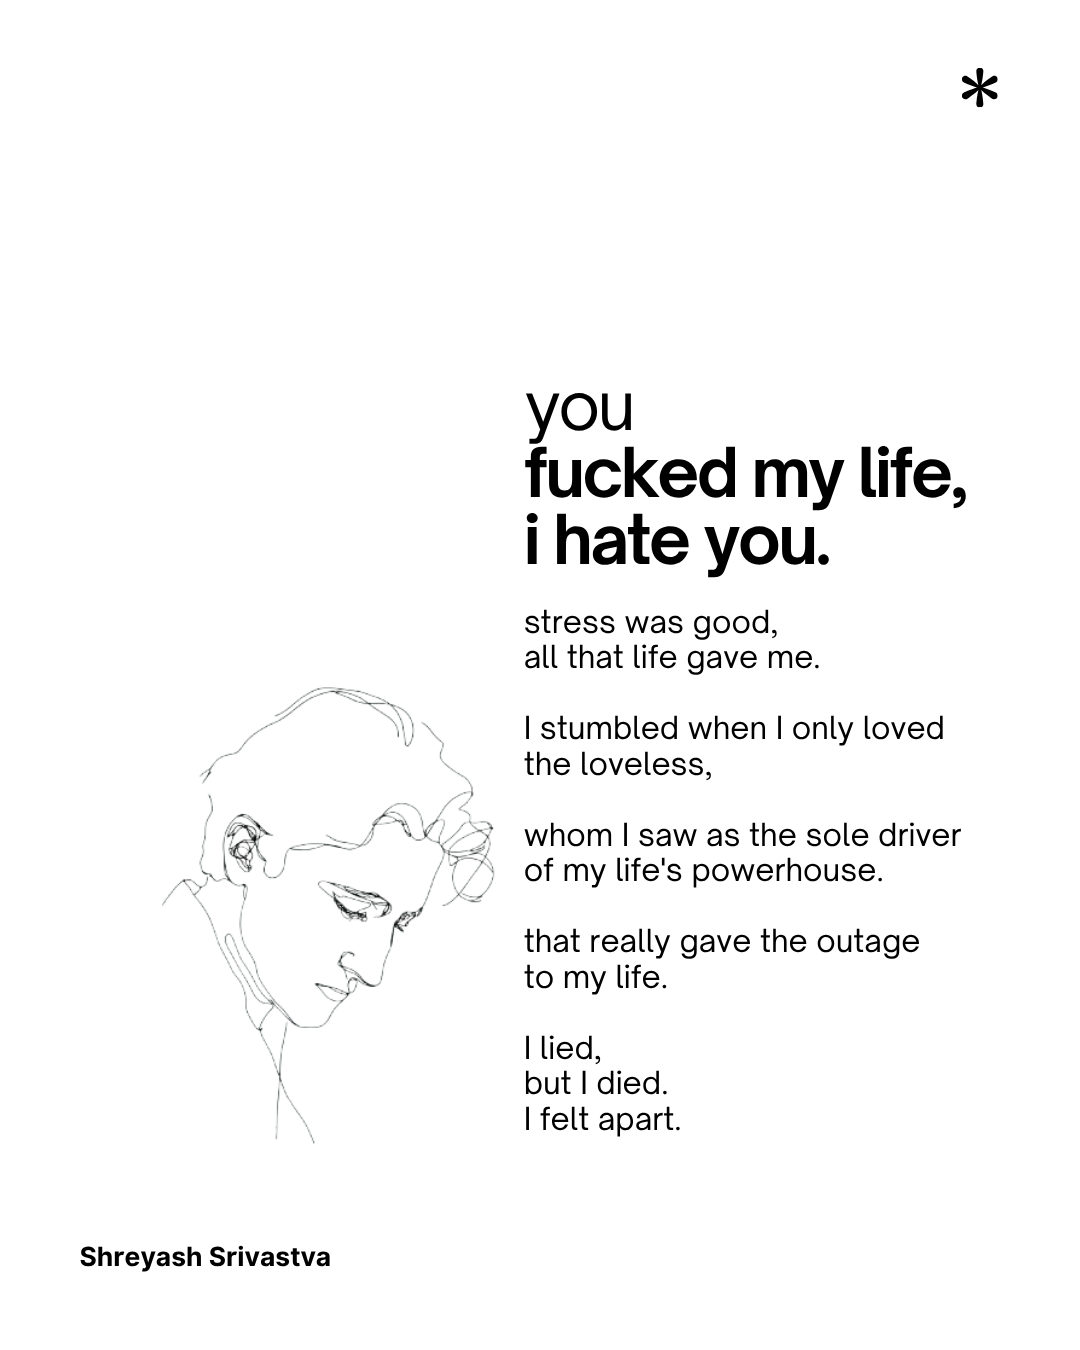 *
you
fucked my life,
i hate you.
stress was good,
all that life gave me.
I stumbled when I only loved
the loveless,
whom I saw as the sole driver
of my life's powerhouse.
that really gave the outage
to my life.
I lied,
but I died.
I felt apart.
Shreyash Srivastva